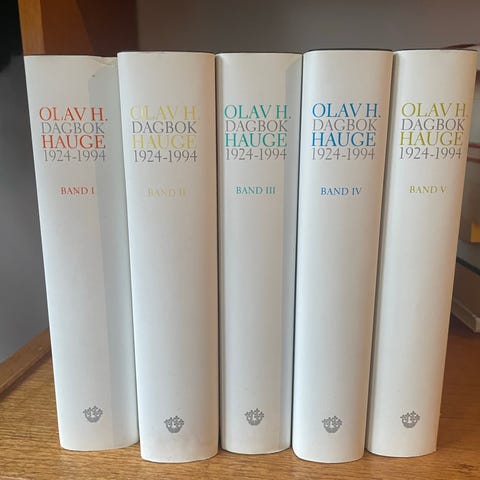 OLAV H.
DAGBOK
HAUGE
1924-1994
BAND I
OLAV H.
DAGBOK
HAUGE
1924-1994
BAND II
OLAV H.
DAGBOK
HAUGE
1924-1994
BAND III
OLAV H.
DAGBOK
HAUGE
1924-1994
BAND IV
OLAV H.
DAGBOK
HAUGE
1924-1994
BAND V